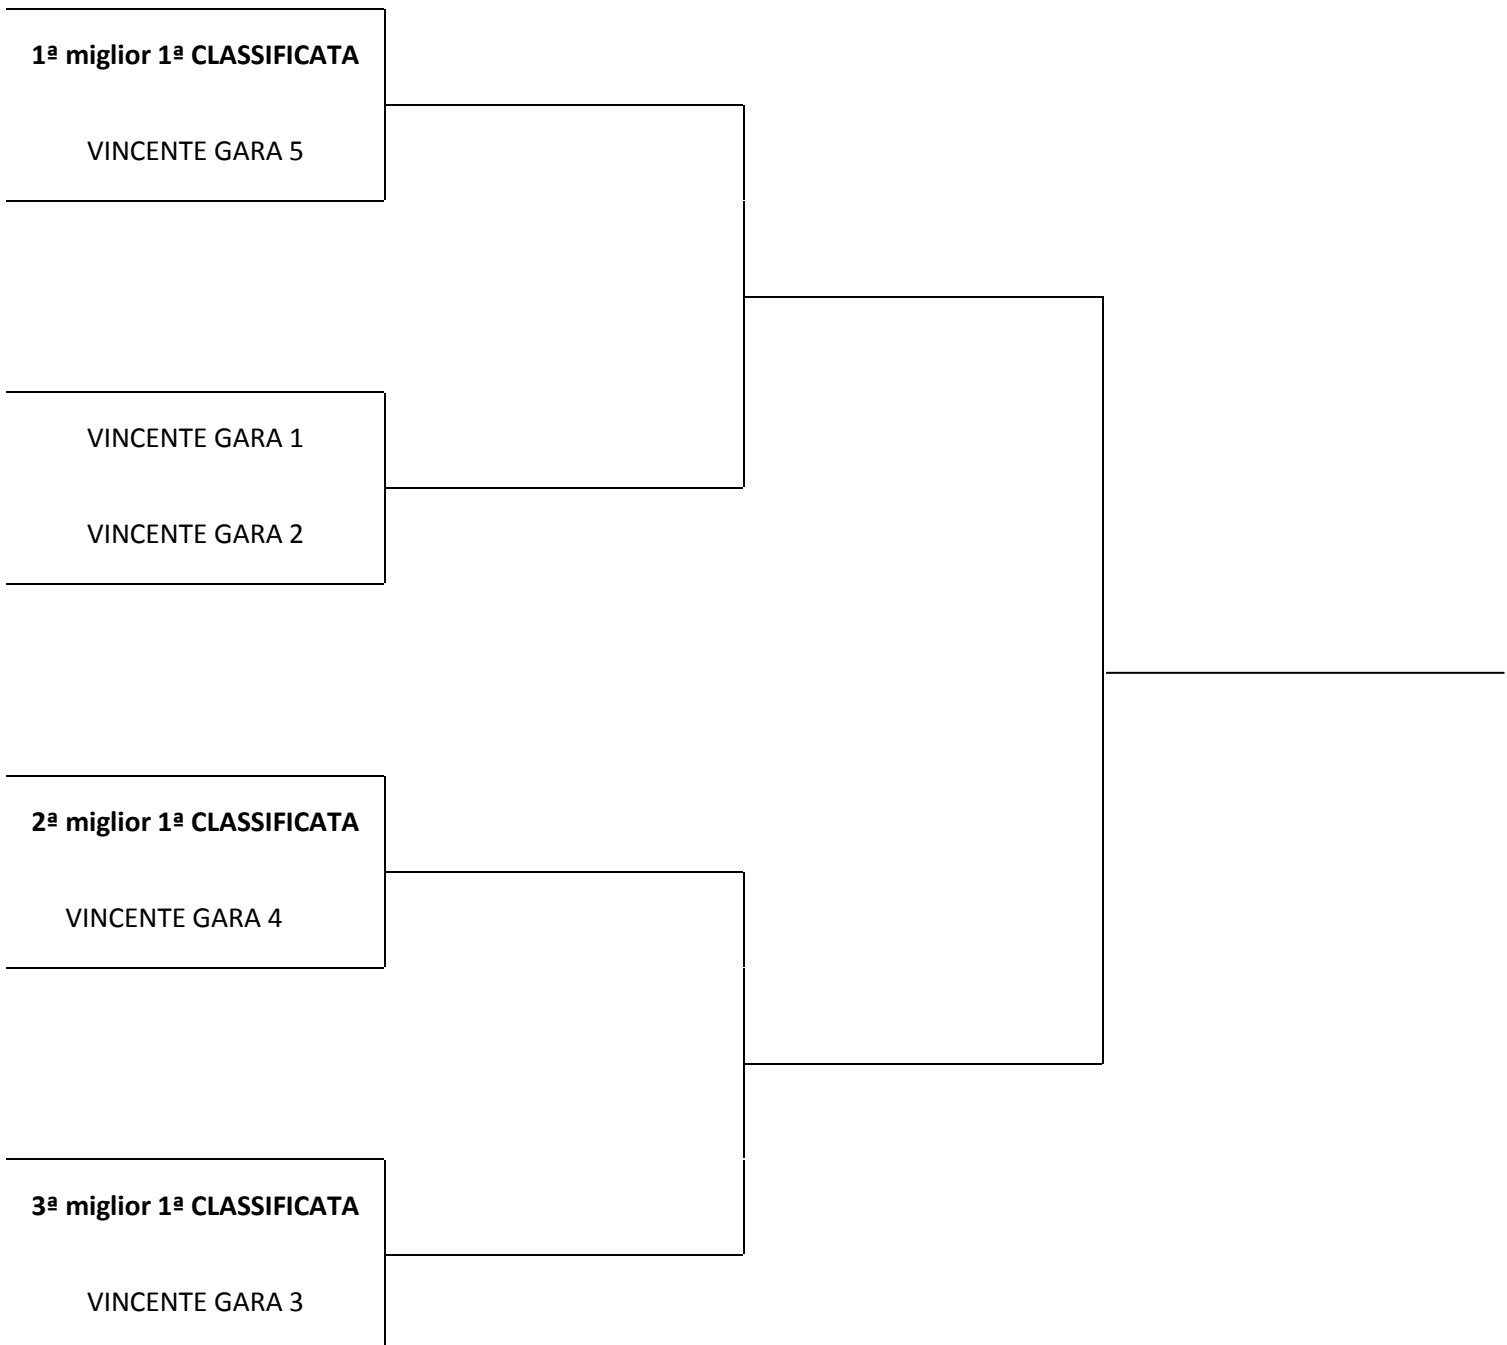 1ª miglior 1ª CLASSIFICATA
VINCENTE GARA 5
VINCENTE GARA 1
VINCENTE GARA 2
2ª miglior 1ª CLASSIFICATA
VINCENTE GARA 4
3ª miglior 1ª CLASSIFICATA
VINCENTE GARA 3